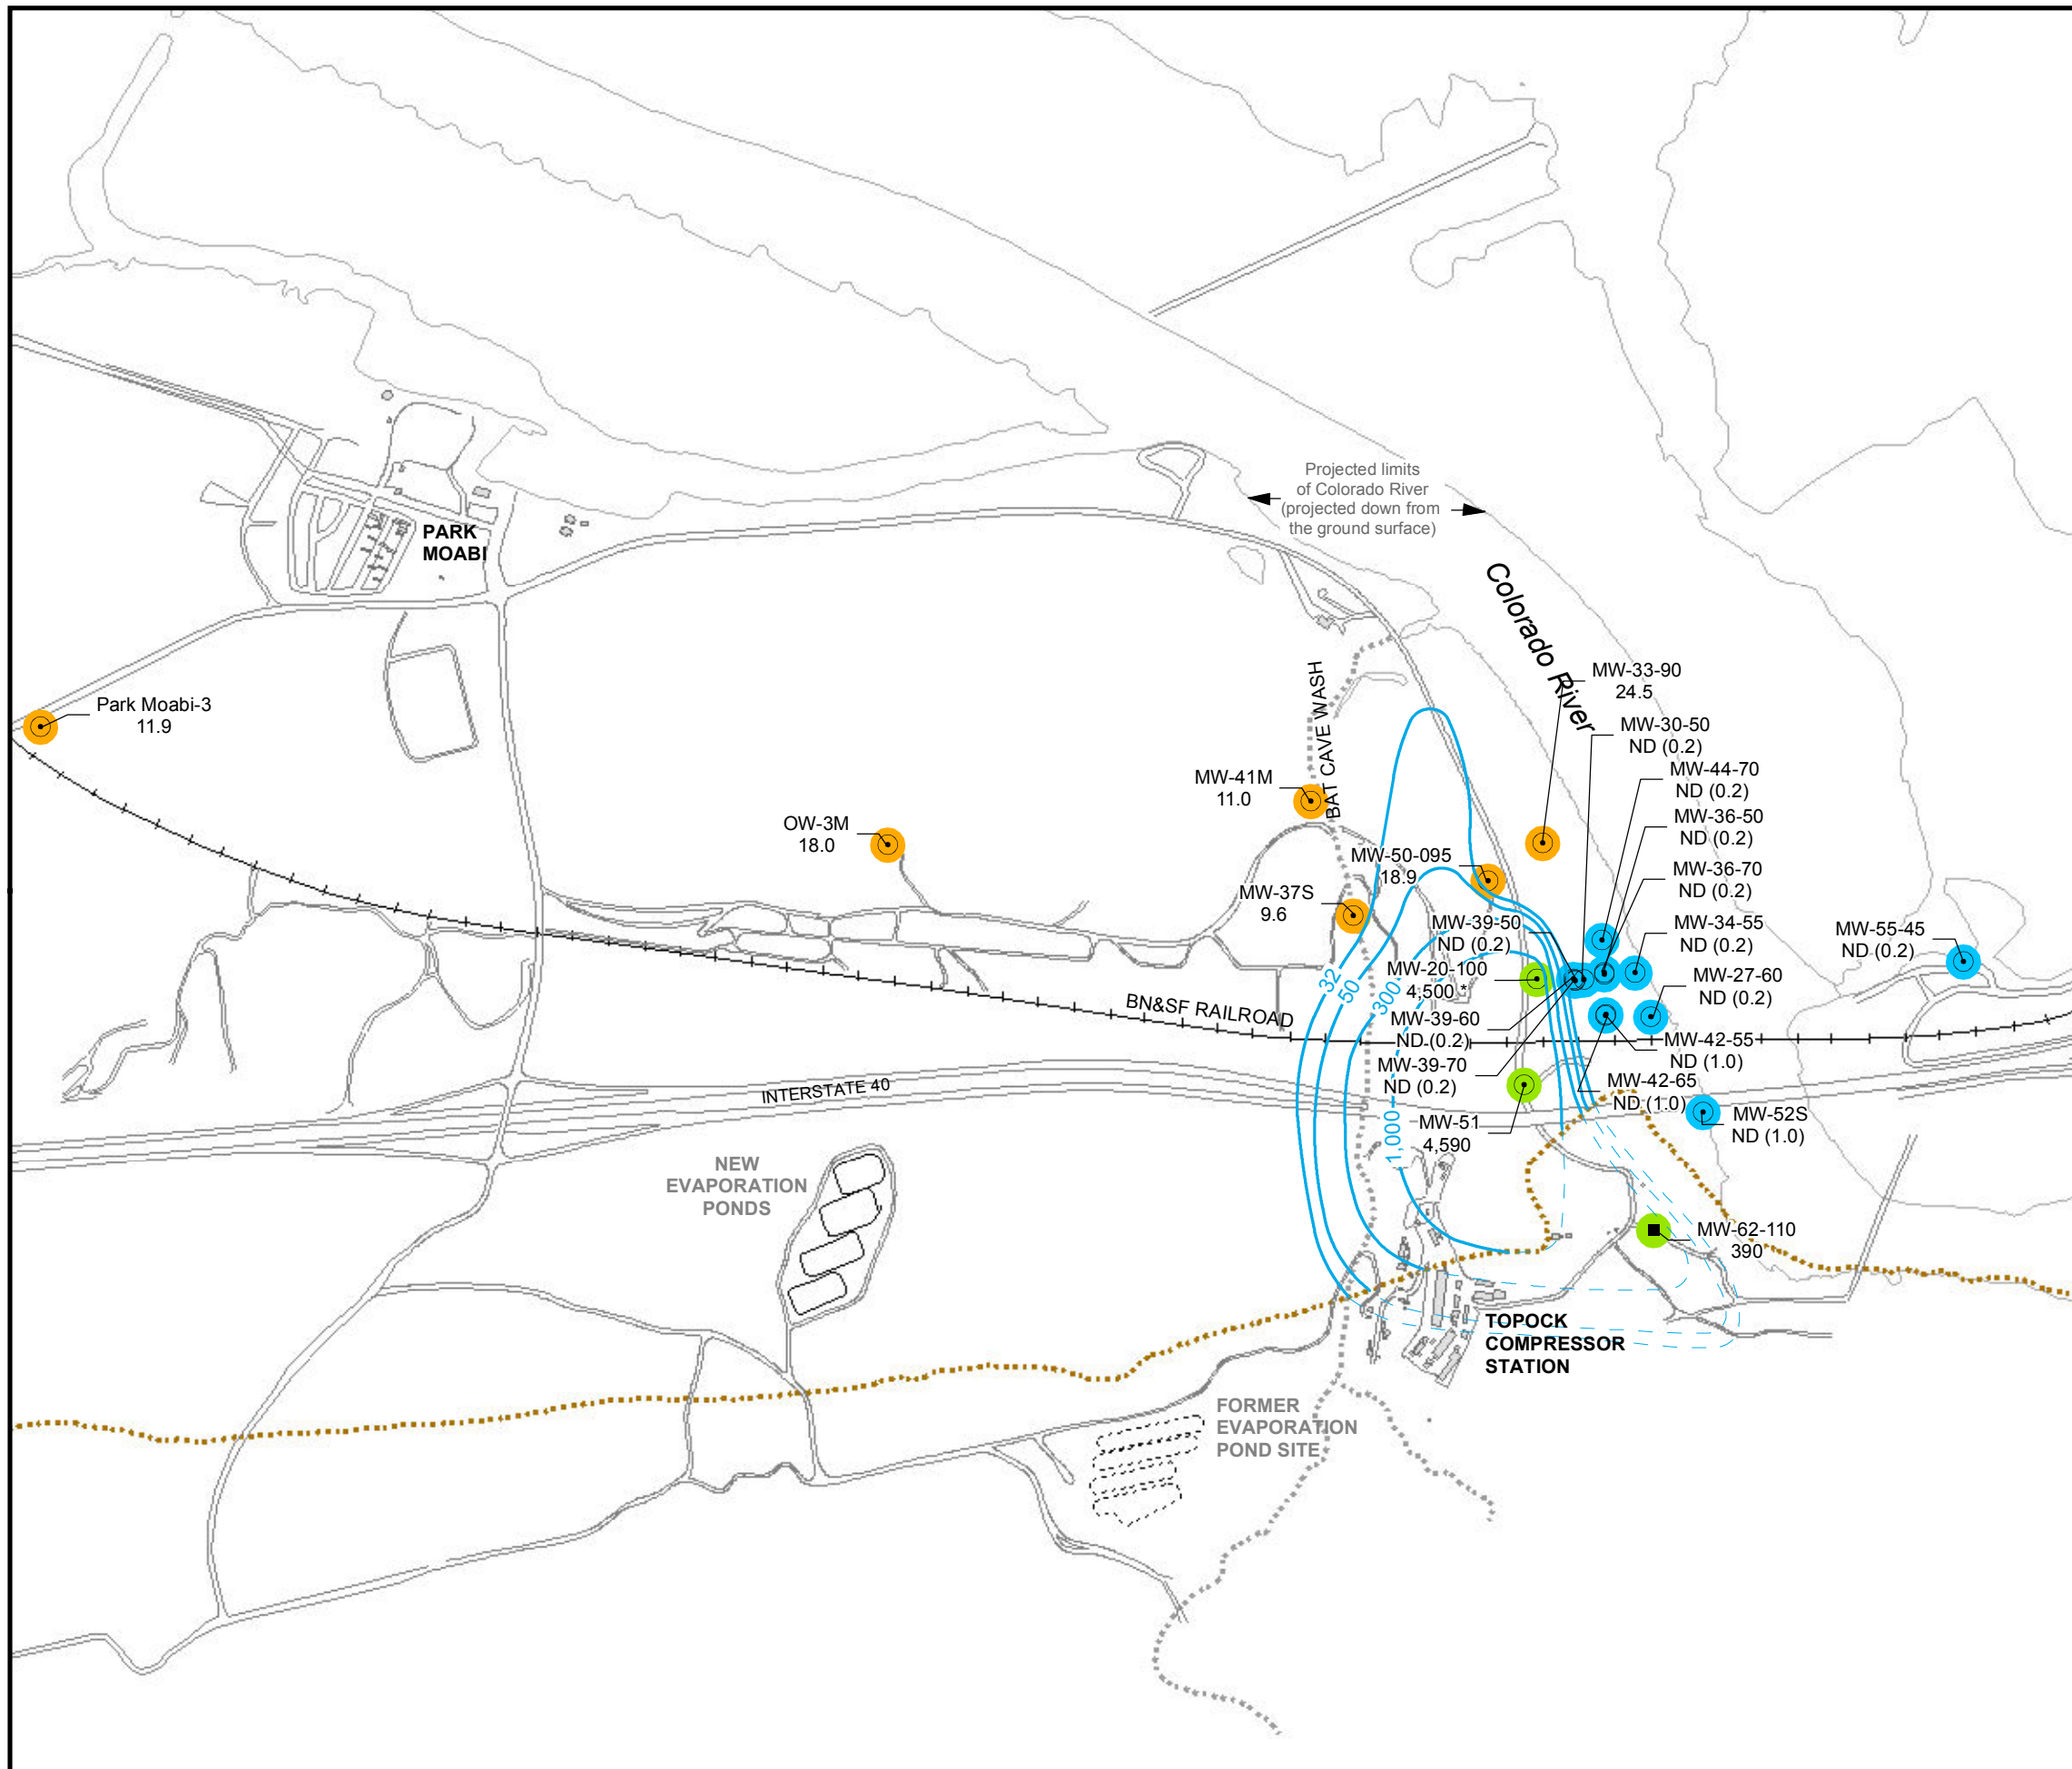 Projected limits
of Colorado River
(projected down from
the ground surface)
PARK
MOABI
Colorado River
MW-33-90
24.5
BAT CAVE WASH
Park Moabi-3
11.9
MW-30-50
ND (0.2)
MW-44-70
ND (0.2)
MW-41M
11.0
MW-36-50
ND (0.2)
OW-3M
18.0
MW-50-095
18.9
MW-36-70
ND (0.2)
MW-37S
9.6
MW-39-50
ND (0.2)
MW-34-55
ND (0.2)
MW-55-45
ND (0.2)
MW-20-100
4,500 *
MW-27-60
ND (0.2)
32
50
300
1,000
BN&SF RAILROAD
MW-39-60
ND (0.2)
MW-42-55
ND (1.0)
MW-39-70
ND (0.2)
MW-42-65
ND (1.0)
INTERSTATE 40
MW-51
4,590
MW-52S
ND (1.0)
NEW
EVAPORATION
PONDS
MW-62-110
390
TOPOCK
COMPRESSOR
STATION
FORMER
EVAPORATION
POND SITE